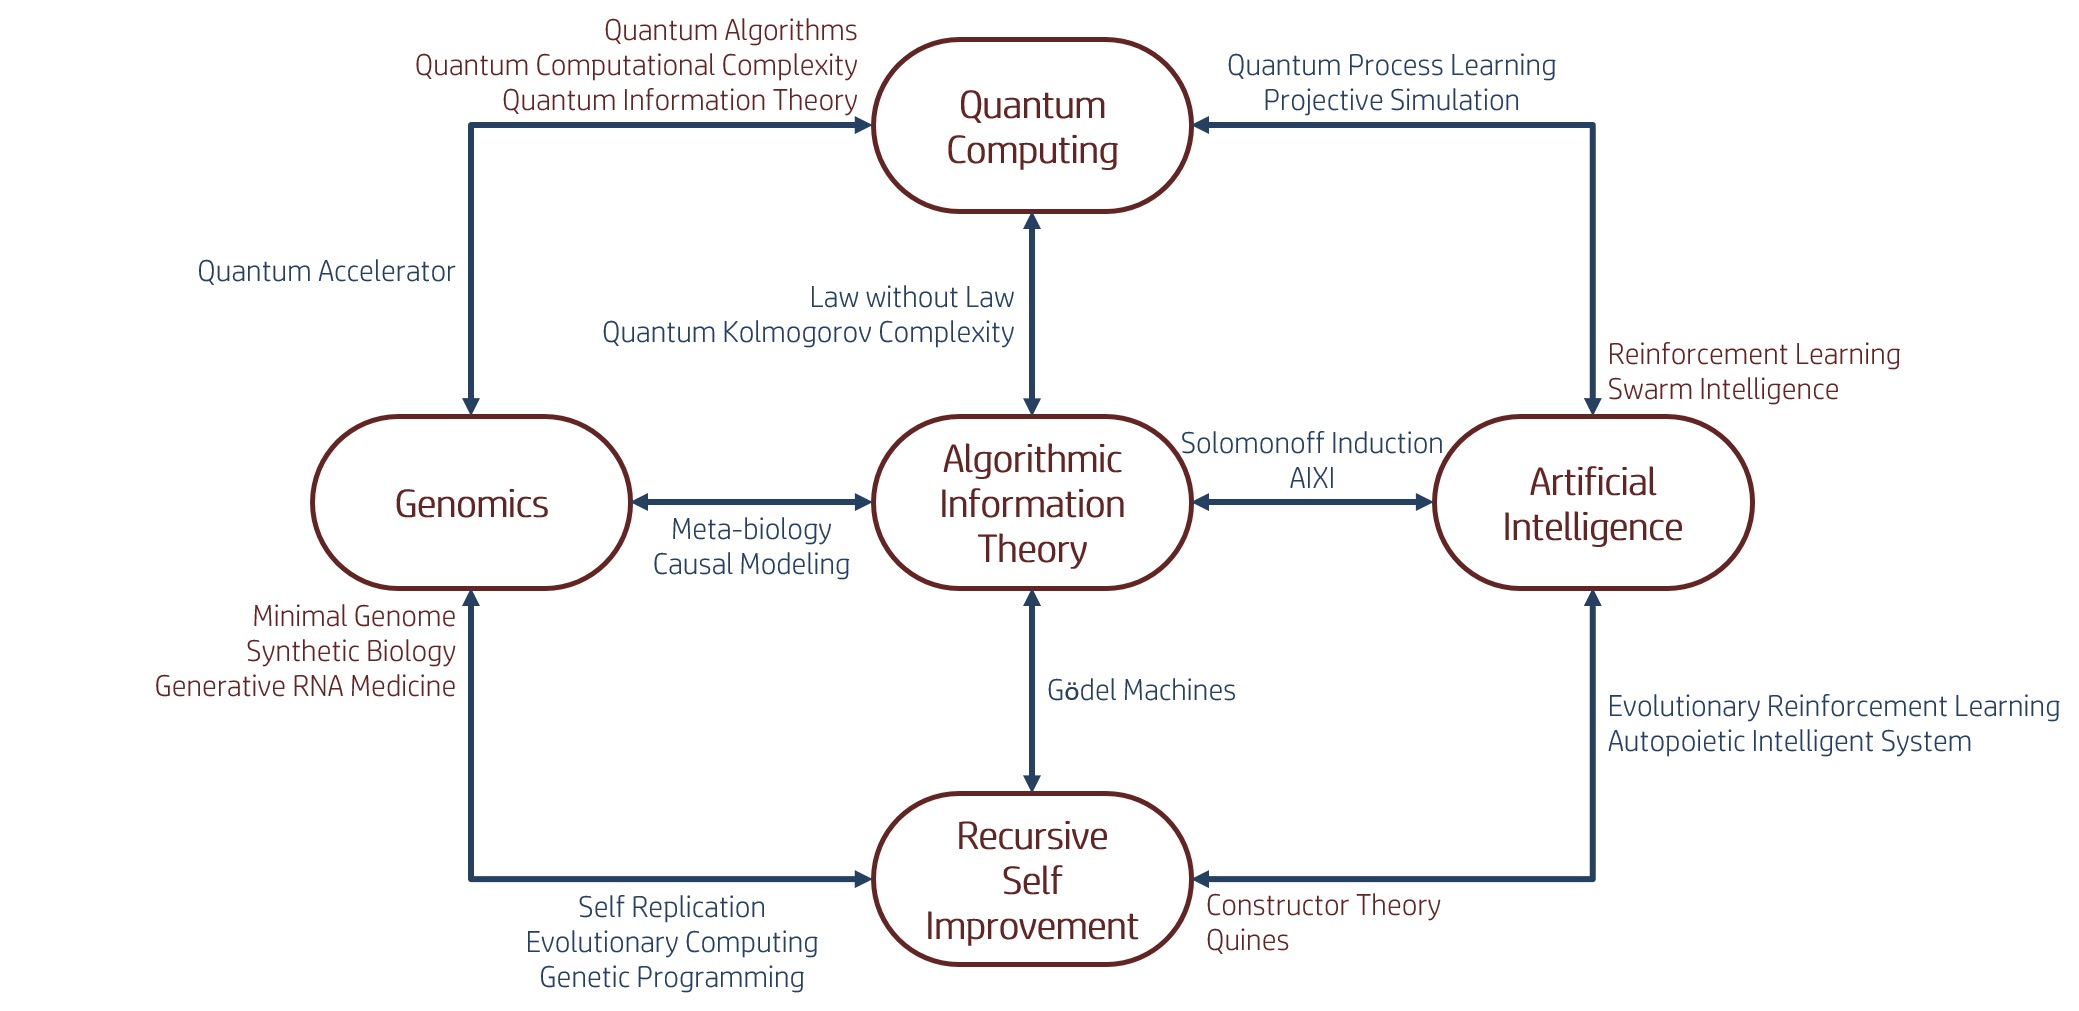 Quantum Algorithms
Quantum Computational Complexity
Quantum Information Theory
Quantum
Computing
Quantum Process Learning
Projective Simulation
Quantum Accelerator
Law without Law
Quantum Kolmogorov Complexity
Reinforcement Learning
Swarm Intelligence
Genomics
Meta-biology
Causal Modeling
Algorithmic
Information
Theory
Solomonoff Induction
AIXI
Artificial
Intelligence
Minimal Genome
Synthetic Biology
Generative RNA Medicine
Gödel Machines
Evolutionary Reinforcement Learning
Autopoietic Intelligent System
Self Replication
Evolutionary Computing
Genetic Programming
Recursive
Self
Improvement
Constructor Theory
Quines